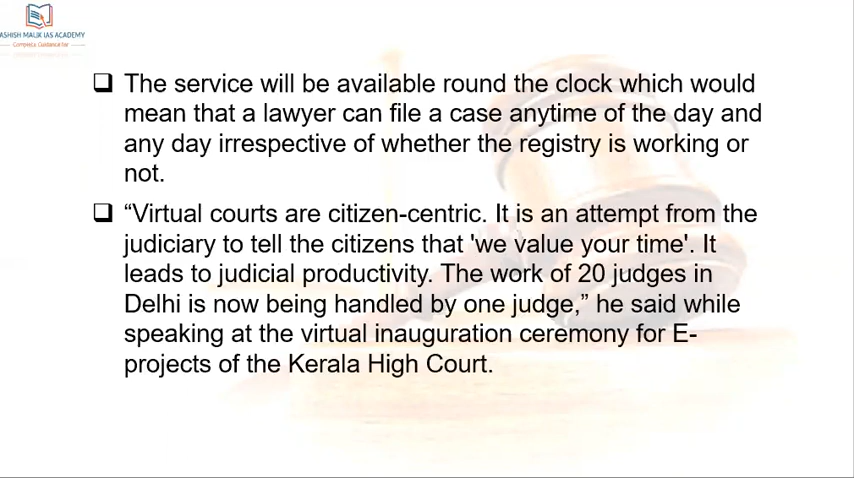 ASHISH MALIK IAS ACADEMY
The service will be available round the clock which would
mean that a lawyer can file a case anytime of the day and
any day irrespective of whether the registry is working or
not.
“Virtual courts are citizen-centric. It is an attempt from the
judiciary to tell the citizens that 'we value your time'. It
leads to judicial productivity. The work of 20 judges in
Delhi is now being handled by one judge,” he said while
speaking at the virtual inauguration ceremony for E-
projects of the Kerala High Court.